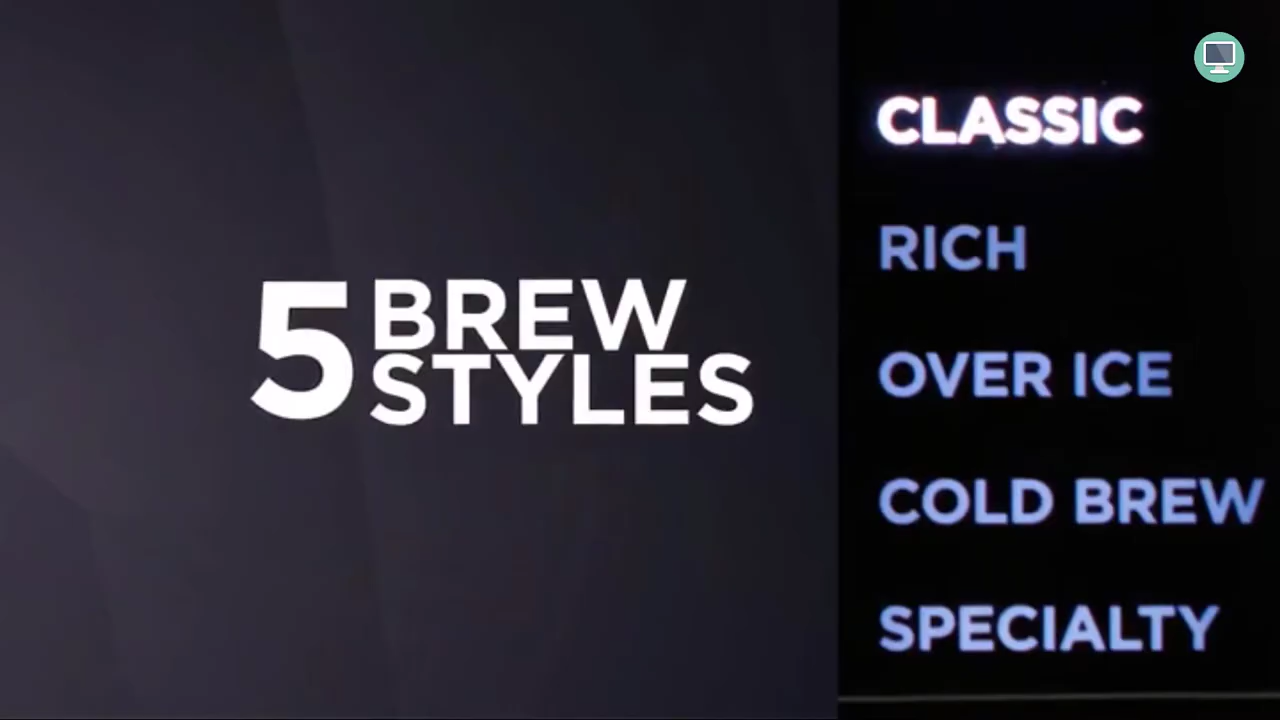 5 BREW
STYLES
CLASSIC
RICH
OVER ICE
COLD BREW
SPECIALTY